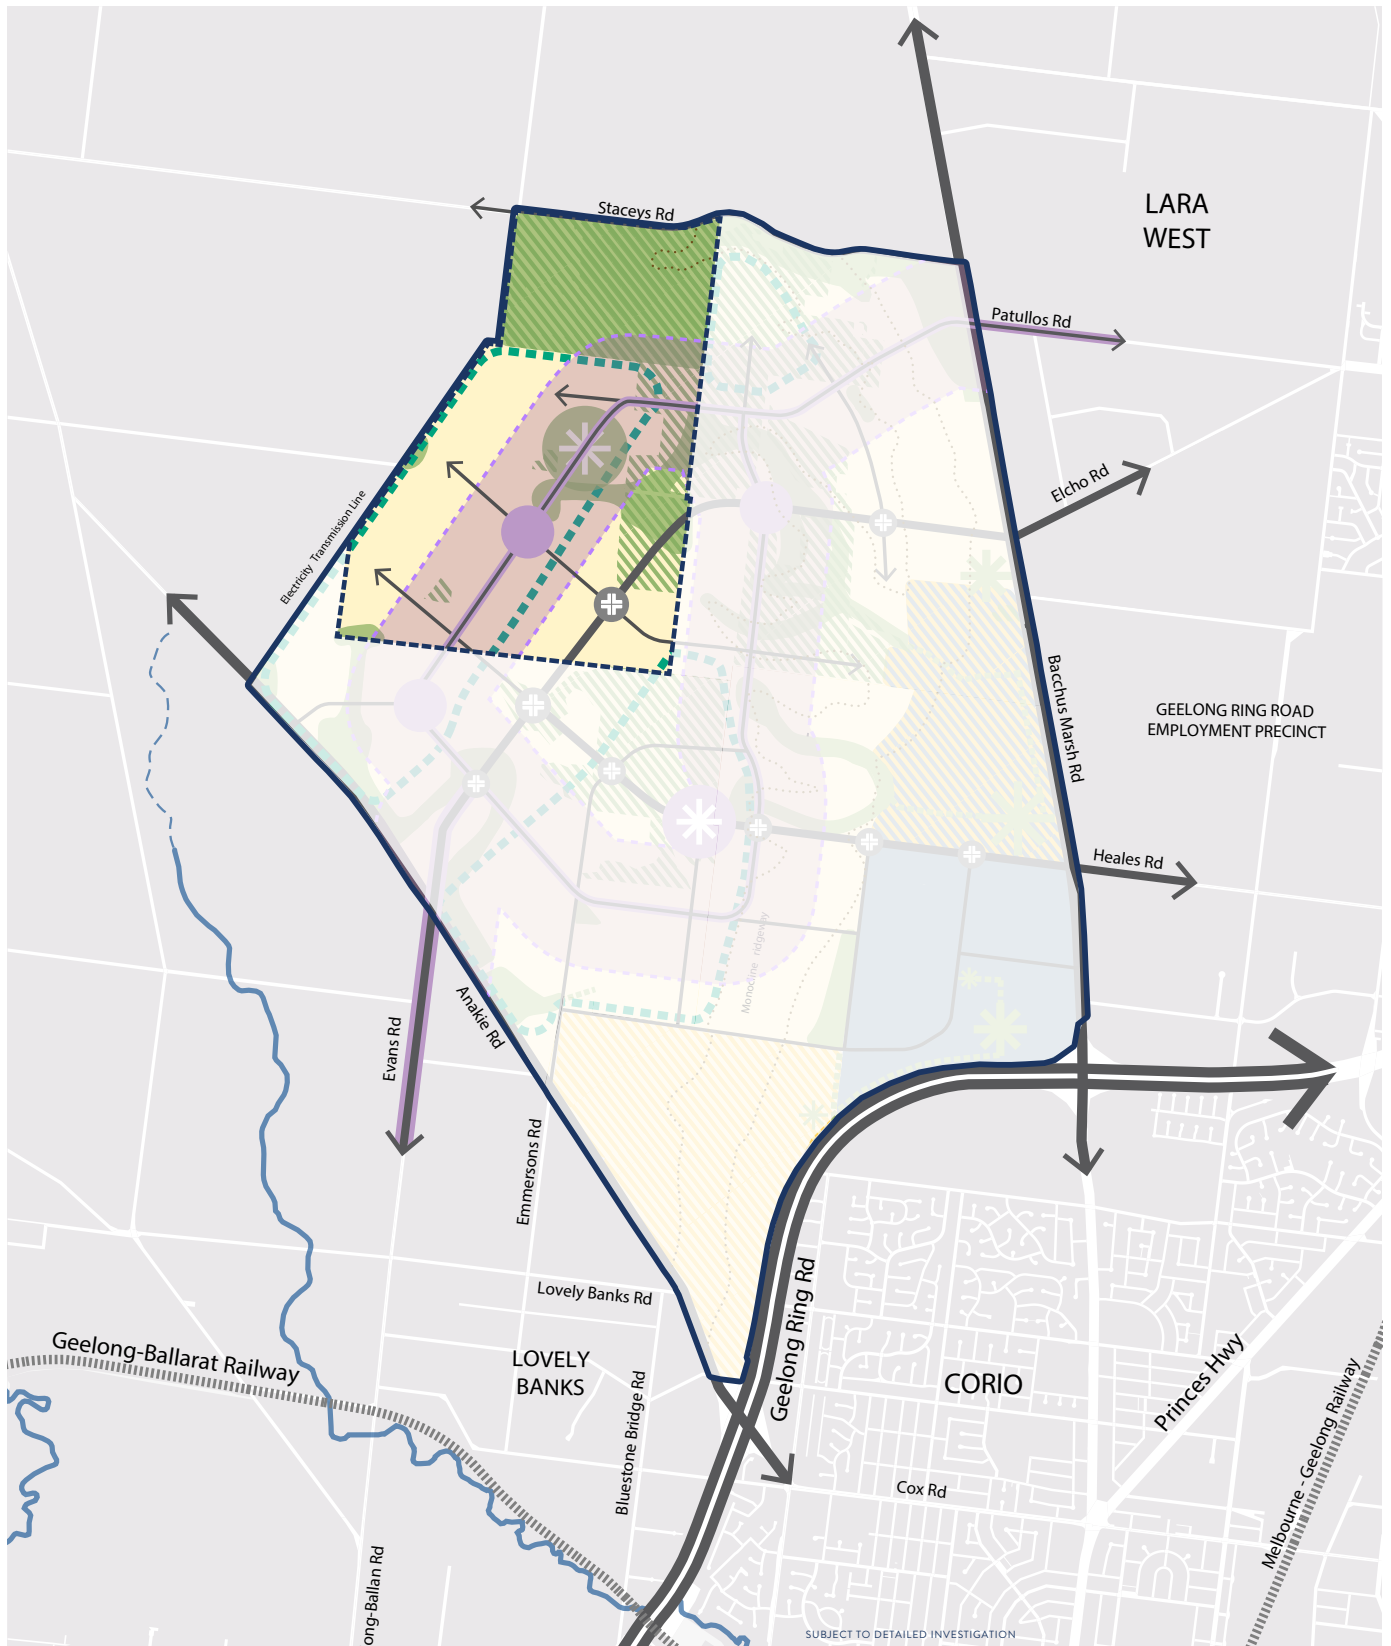 LARA
WEST
Staceys Rd
Patullos Rd
Elcho Rd
Electricity Transmission Line
Bacchus Marsh Rd
GEELONG RING ROAD
EMPLOYMENT PRECINCT
Heales Rd
Monocline ridgeway
Anakie Rd
Evans Rd
Emmersons Rd
Lovely Banks Rd
Geelong Ring Rd
Geelong-Ballarat Railway
LOVELY
BANKS
CORIO
Princes Hwy
Bluestone Bridge Rd
Melbourne - Geelong Railway
Cox Rd
ong-Ballan Rd
SUBJECT TO DETAILED INVESTIGATION